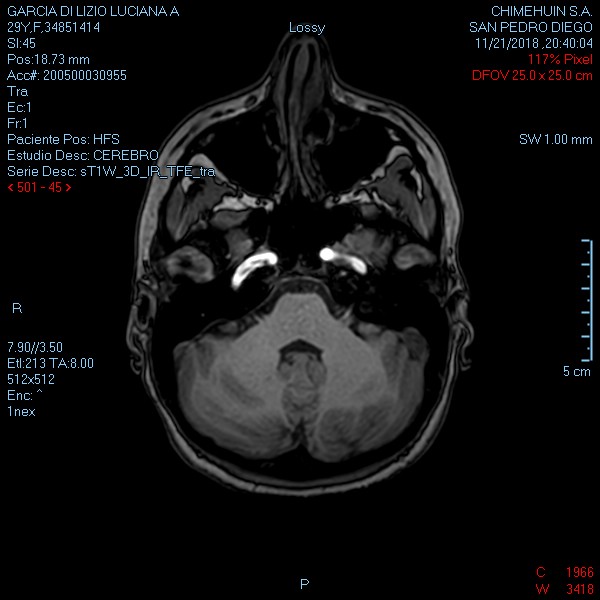 GARCIA DI LIZIO LUCIANA A
29Y,F,34851414
Sl:45
Pos:18.73 mm
Acc#: 200500030955
Tra
Ec:1
Fr:1
Paciente Pos: HFS
Estudio Desc: CEREBRO
Serie Desc: sT1W_3D_IR_TFE_tra
< 501 - 45 >
Lossy
CHIMEHUIN S.A.
SAN PEDRO DIEGO
11/21/2018 ,20:40:04
117% Pixel
DFOV 25.0 x 25.0 cm
SW 1.00 mm
R
5 cm
7.90//3.50
Etl:213 TA:8.00
512x512
Enc: ^
1nex
P
C 1966
W 3418